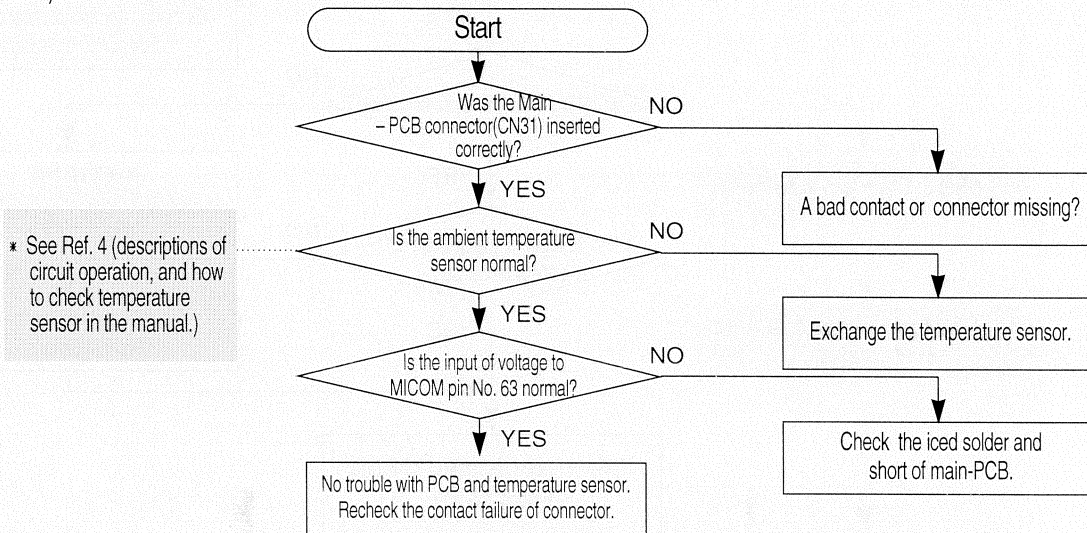 Start
Was the Main
– PCB connector(CN31) inserted
correctly?
NO
A bad contact or connector missing?
YES
* See Ref. 4 (descriptions of
circuit operation, and how
to check temperature
sensor in the manual.)
Is the ambient temperature
sensor normal?
NO
Exchange the temperature sensor.
YES
Is the input of voltage to
MICOM pin No. 63 normal?
NO
Check the iced solder and
short of main-PCB.
YES
No trouble with PCB and temperature sensor.
Recheck the contact failure of connector.